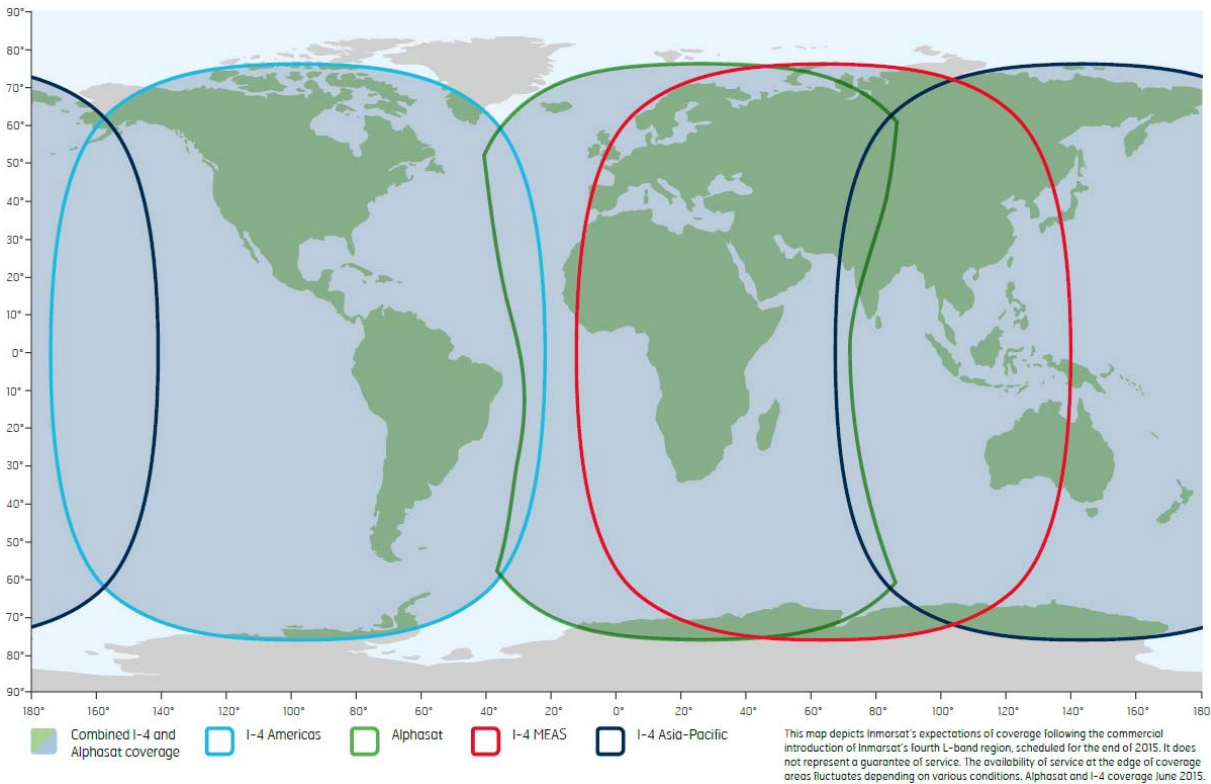 90°
80°
70°
60°
50°
40°
30°
20°
10°
0°
10°
20°
30°
40°
50°
60°
70°
80°
90°
180° 160° 140° 120° 100° 80° 60° 40° 20° 0° 20° 40° 60° 80° 100° 120° 140° 160° 180°
Combined I-4 and
Alphasat coverage
I-4 Americas
Alphasat
I-4 MEAS
I-4 Asia-Pacific
This map depicts Inmarsat's expectations of coverage following the commercial
introduction of Inmarsat's fourth L-band region, scheduled for the end of 2015. It does
not represent a guarantee of service. The availability of service at the edge of coverage
areas fluctuates depending on various conditions. Alphasat and I-4 coverage June 2015.